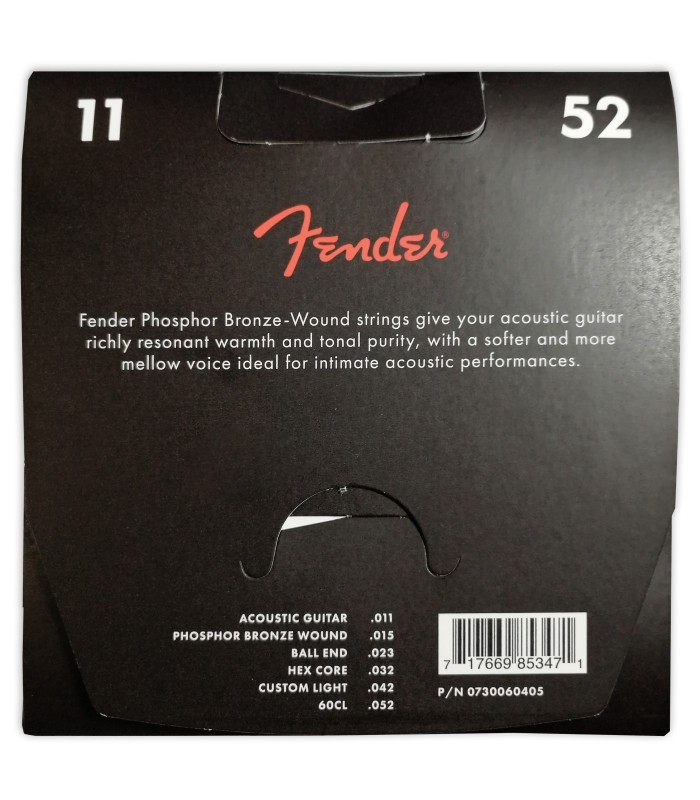 11 52
Fender®
Fender Phosphor Bronze-Wound strings give your acoustic guitar
richly resonant warmth and tonal purity, with a softer and more
mellow voice ideal for intimate acoustic performances.
ACOUSTIC GUITAR .011
PHOSPHOR BRONZE WOUND .015
BALL END .023
HEX CORE .032
CUSTOM LIGHT .042
60CL .052
7 17669 85347 1
P/N 0730060405